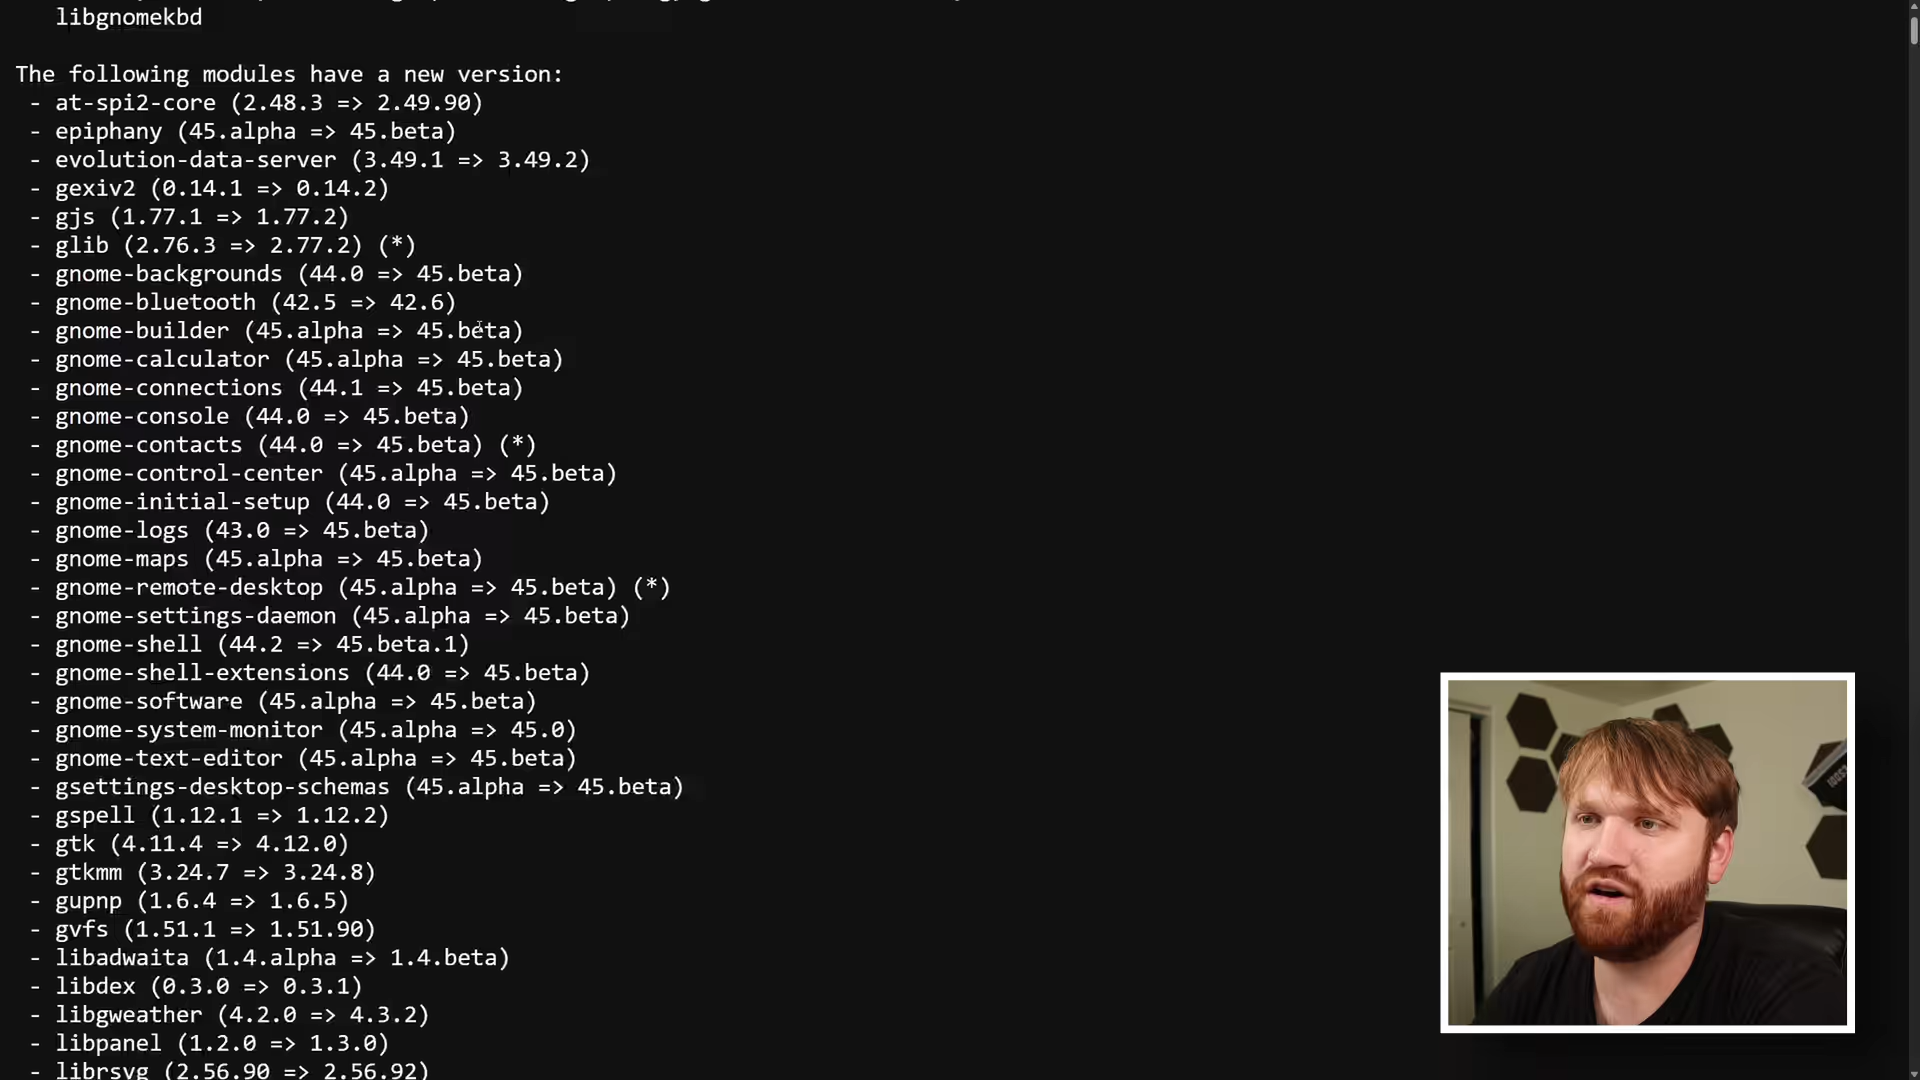 libgnomekbd
The following modules have a new version:
- at-spi2-core (2.48.3 => 2.49.90)
- epiphany (45.alpha => 45.beta)
- evolution-data-server (3.49.1 => 3.49.2)
- gexiv2 (0.14.1 => 0.14.2)
- gjs (1.77.1 => 1.77.2)
- glib (2.76.3 => 2.77.2) (*)
- gnome-backgrounds (44.0 => 45.beta)
- gnome-bluetooth (42.5 => 42.6)
- gnome-builder (45.alpha => 45.beta)
- gnome-calculator (45.alpha => 45.beta)
- gnome-connections (44.1 => 45.beta)
- gnome-console (44.0 => 45.beta)
- gnome-contacts (44.0 => 45.beta) (*)
- gnome-control-center (45.alpha => 45.beta)
- gnome-initial-setup (44.0 => 45.beta)
- gnome-logs (43.0 => 45.beta)
- gnome-maps (45.alpha => 45.beta)
- gnome-remote-desktop (45.alpha => 45.beta) (*)
- gnome-settings-daemon (45.alpha => 45.beta)
- gnome-shell (44.2 => 45.beta.1)
- gnome-shell-extensions (44.0 => 45.beta)
- gnome-software (45.alpha => 45.beta)
- gnome-system-monitor (45.alpha => 45.0)
- gnome-text-editor (45.alpha => 45.beta)
- gsettings-desktop-schemas (45.alpha => 45.beta)
- gspell (1.12.1 => 1.12.2)
- gtk (4.11.4 => 4.12.0)
- gtkmm (3.24.7 => 3.24.8)
- gupnp (1.6.4 => 1.6.5)
- gvfs (1.51.1 => 1.51.90)
- libadwaita (1.4.alpha => 1.4.beta)
- libdex (0.3.0 => 0.3.1)
- libgweather (4.2.0 => 4.3.2)
- libpanel (1.2.0 => 1.3.0)
- librsvg (2.56.90 => 2.56.92)